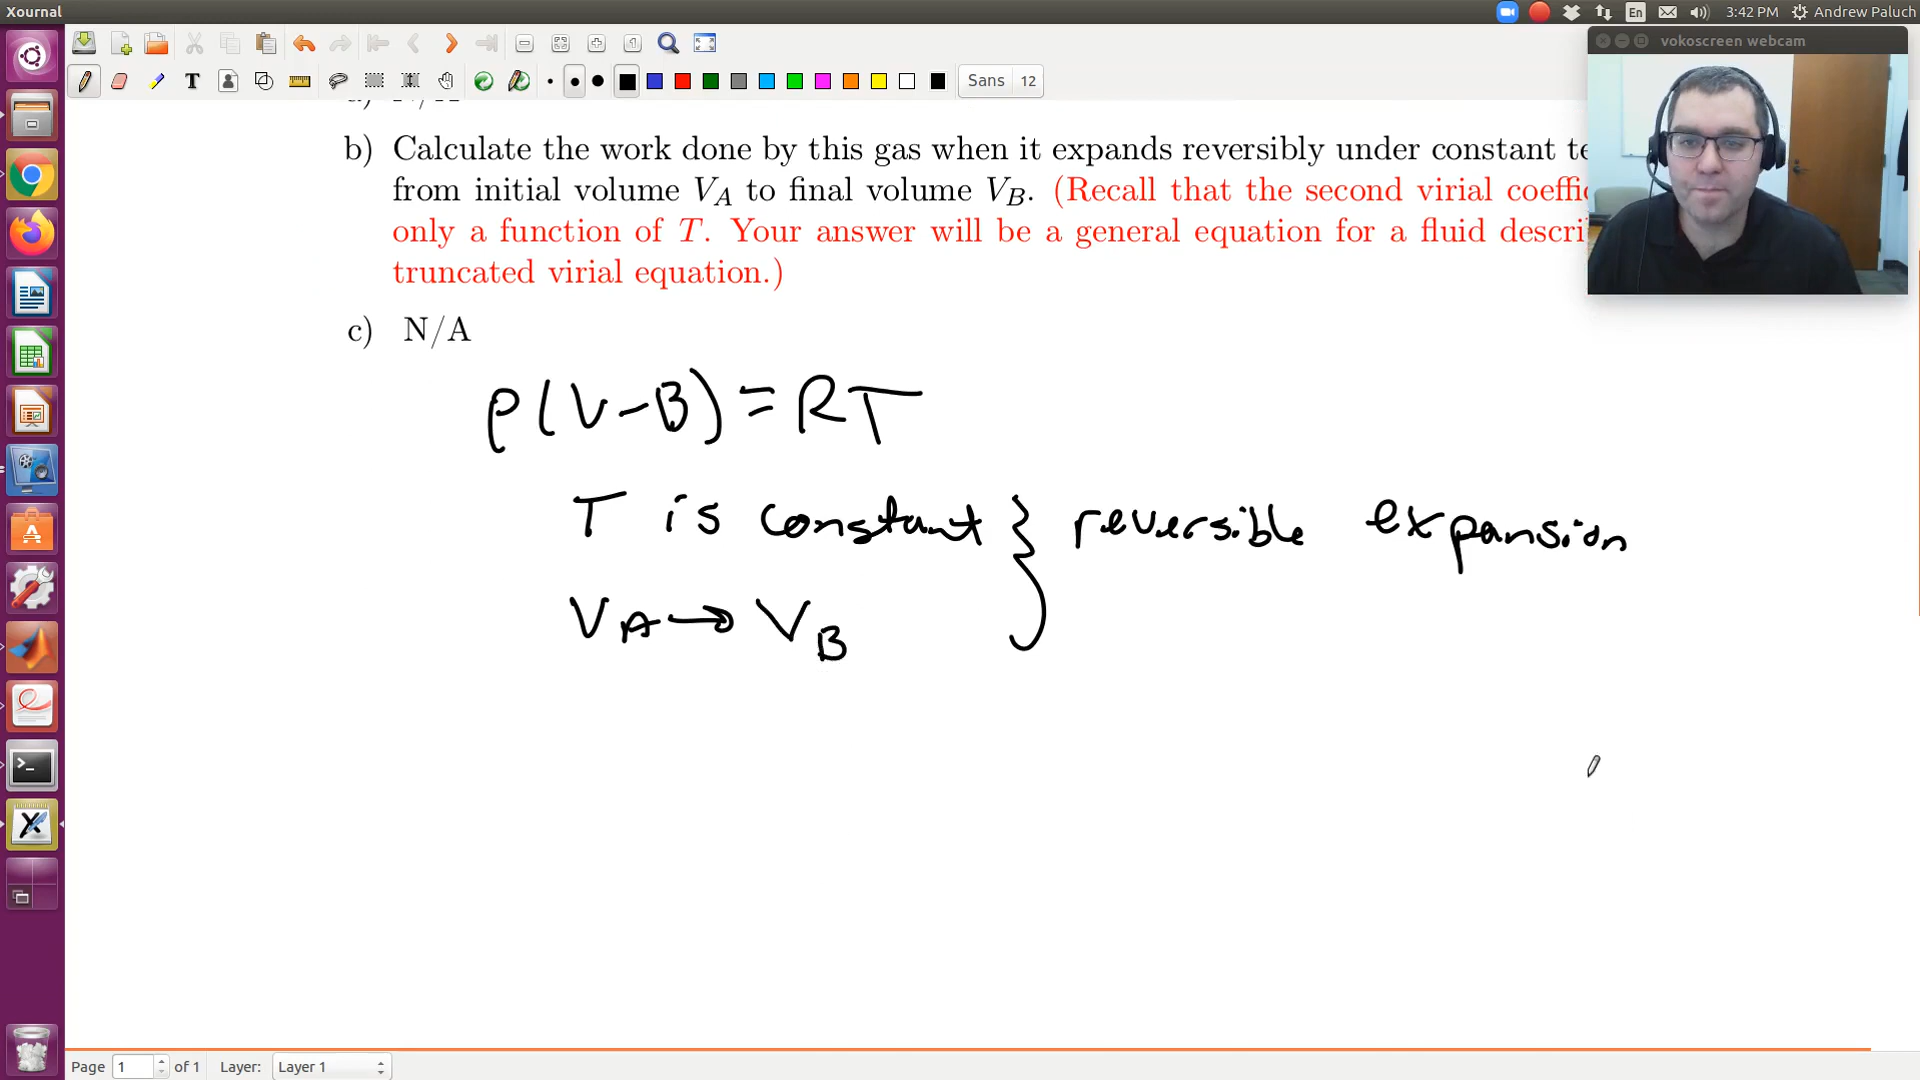 Xournal
En
3:42 PM
Andrew Paluch
vokoscreen webcam
Sans 12
b) Calculate the work done by this gas when it expands reversibly under constant te
from initial volume V_A to final volume V_B. (Recall that the second virial coeffic
only a function of T. Your answer will be a general equation for a fluid descri
truncated virial equation.)
c) N/A
P(V-B)=RT
T is constant } reversible expansion
V_A → V_B
Page 1 of 1 Layer: Layer 1